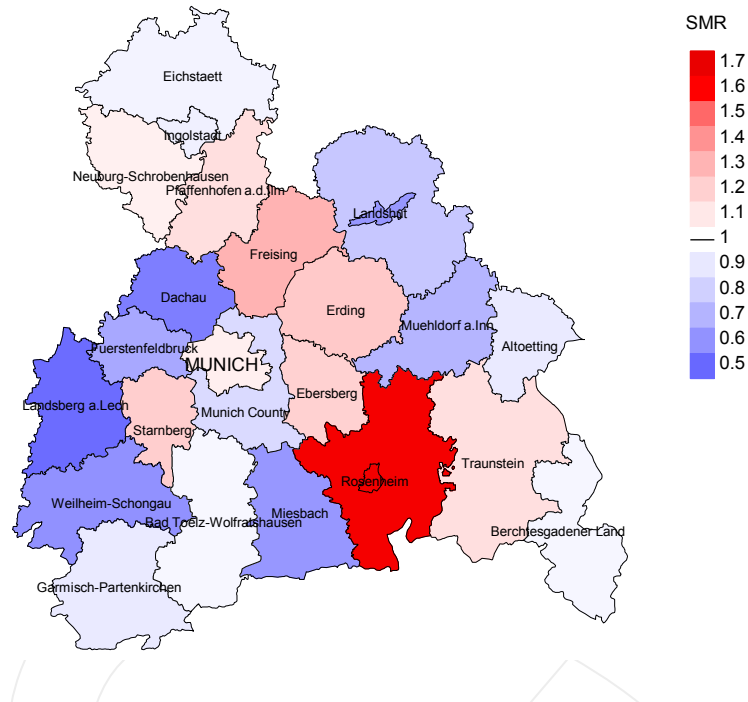 SMR
1.7
1.6
1.5
1.4
1.3
1.2
1.1
1
0.9
0.8
0.7
0.6
0.5
Eichstaett
Ingolstadt
Neuburg-Schrobenhausen
Pfaffenhofen a.d.Ilm
Landshut
Freising
Dachau
Erding
Muehldorf a.Inn
Altoetting
Fuerstenfeldbruck
MUNICH
Ebersberg
Landsberg a.Lech
Munich County
Starnberg
Traunstein
Rosenheim
Weilheim-Schongau
Miesbach
Bad Toelz-Wolfratshausen
Berchtesgadener Land
Garmisch-Partenkirchen